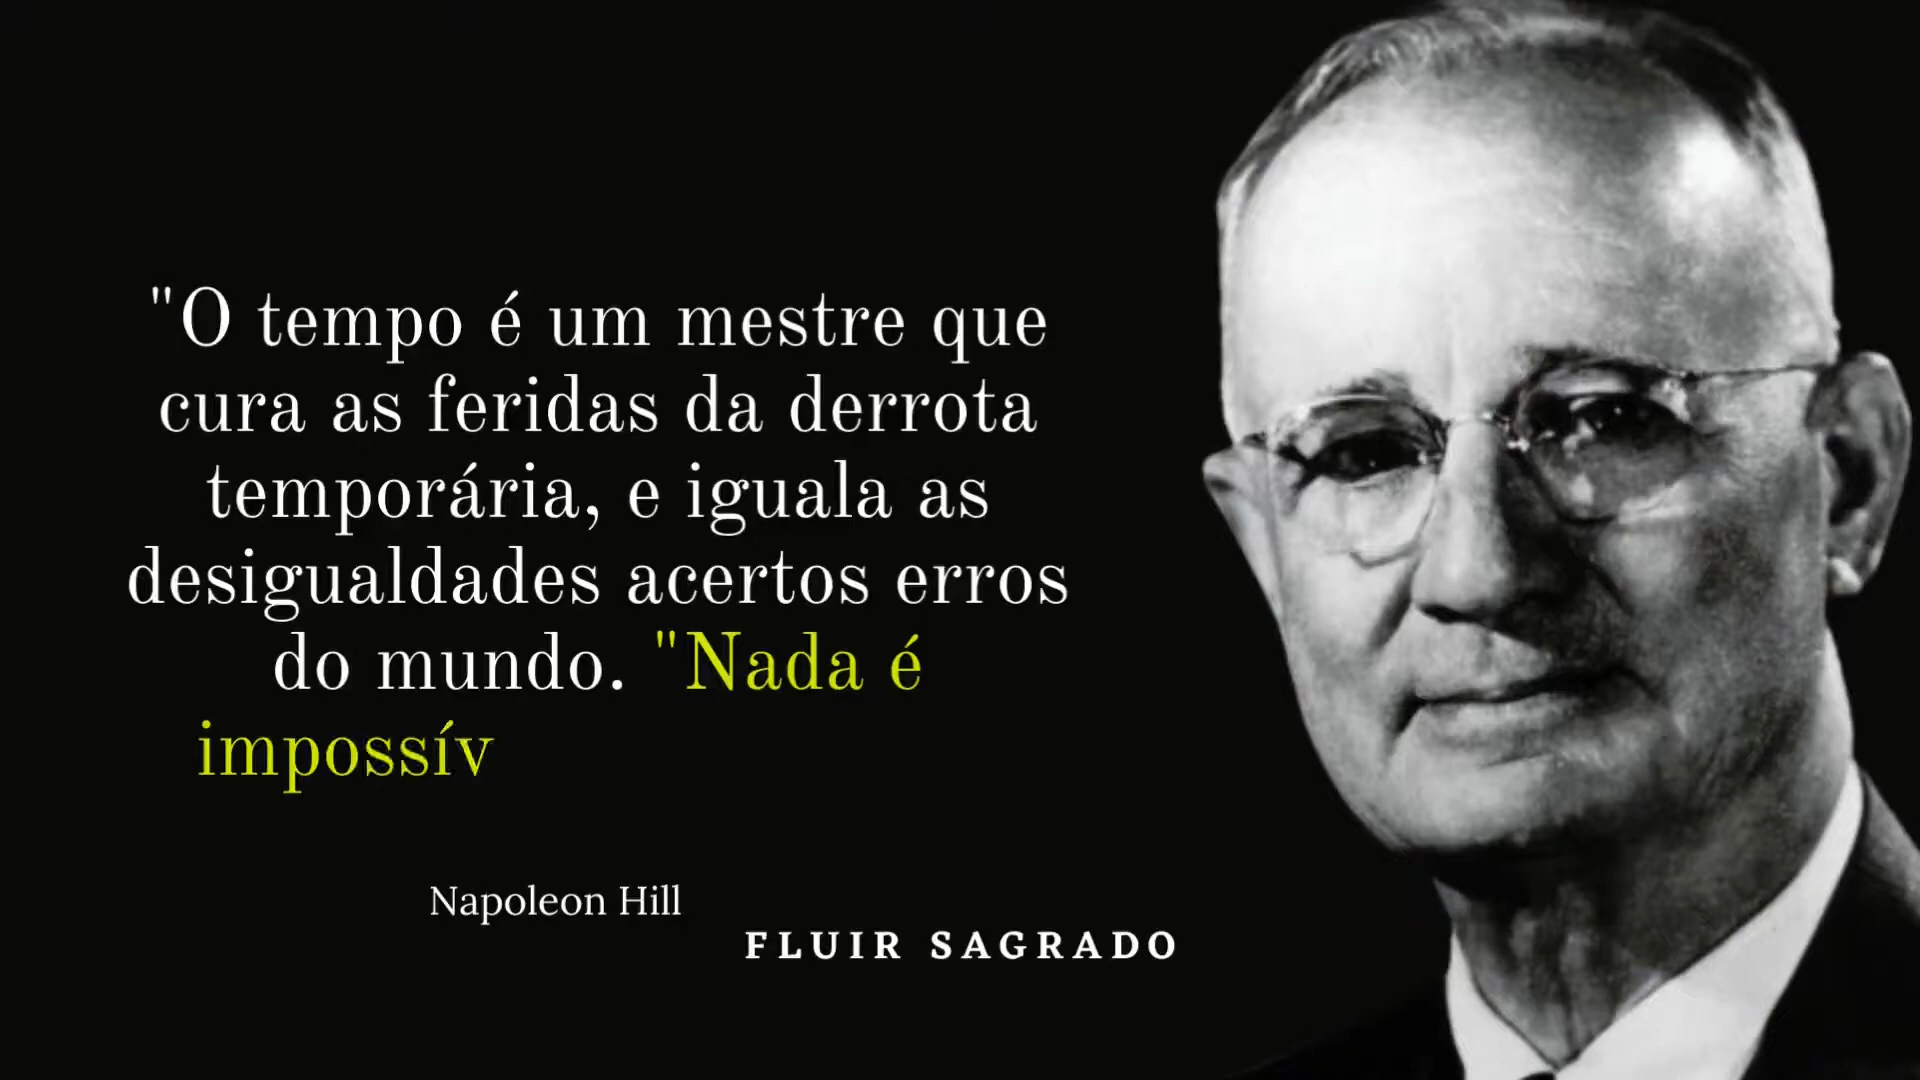 "O tempo é um mestre que
cura as feridas da derrota
temporária, e iguala as
desigualdades acertos erros
do mundo. "Nada é
impossív
Napoleon Hill
FLUIR SAGRADO